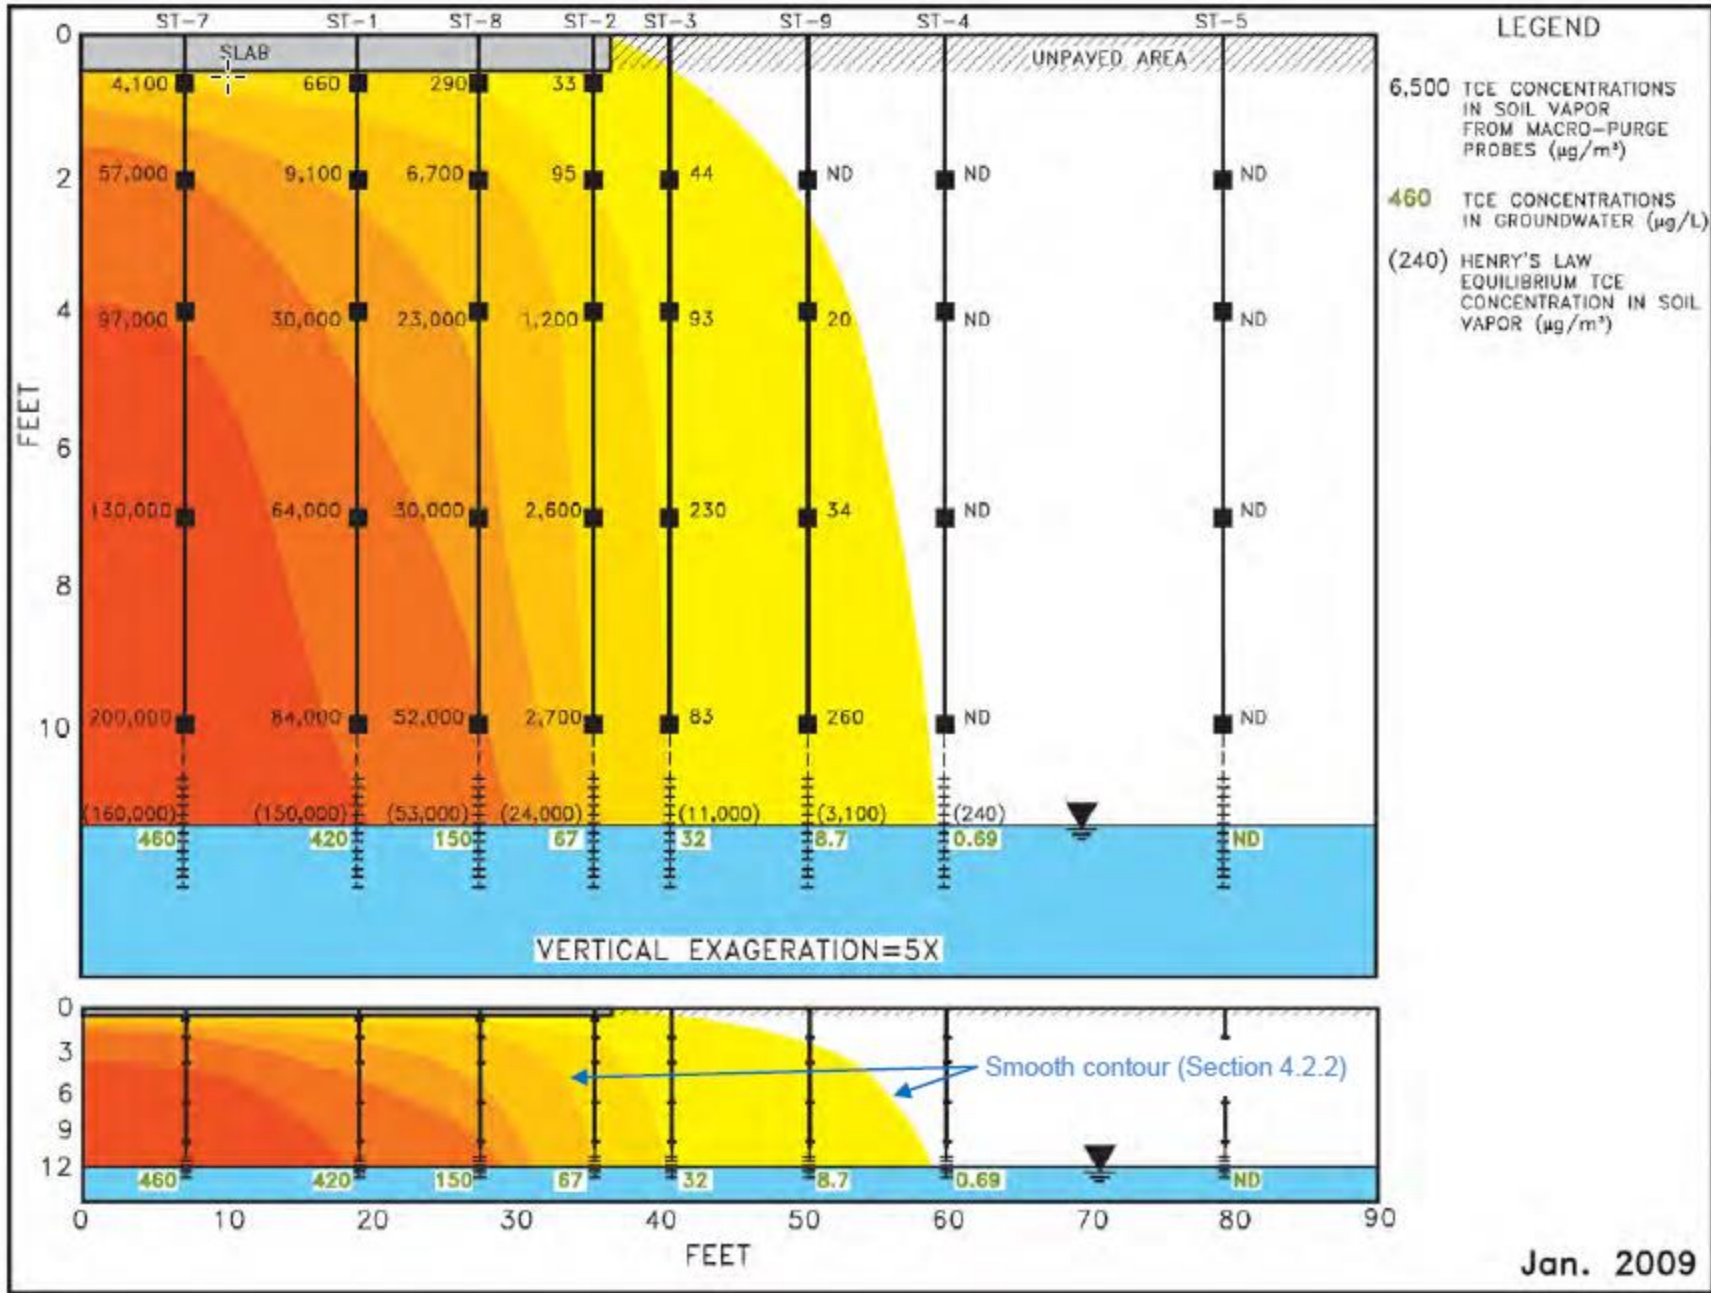 ST-7 ST-1 ST-8 ST-2 ST-3 ST-9 ST-4 ST-5
LEGEND
0
SLAB
UNPAVED AREA
4,100 660 290 33
6,500 TCE CONCENTRATIONS
IN SOIL VAPOR
FROM MACRO-PURGE
PROBES (µg/m³)
2
57,000 9,100 6,700 95 44 ND ND ND
460 TCE CONCENTRATIONS
IN GROUNDWATER (µg/L)
(240) HENRY'S LAW
EQUILIBRIUM TCE
CONCENTRATION IN SOIL
VAPOR (µg/m³)
4
97,000 30,000 23,000 1,200 93 20 ND ND
FEET
6
130,000 64,000 30,000 2,600 230 34 ND ND
8
10
200,000 84,000 52,000 2,700 83 260 ND ND
(160,000) (150,000) (53,000) (24,000) (11,000) (3,100) (240)
460 420 150 67 32 8.7 0.69 ND
VERTICAL EXAGERATION=5X
0
3
Smooth contour (Section 4.2.2)
6
9
12
460 420 150 67 32 8.7 0.69 ND
0 10 20 30 40 50 60 70 80 90
FEET
Jan. 2009